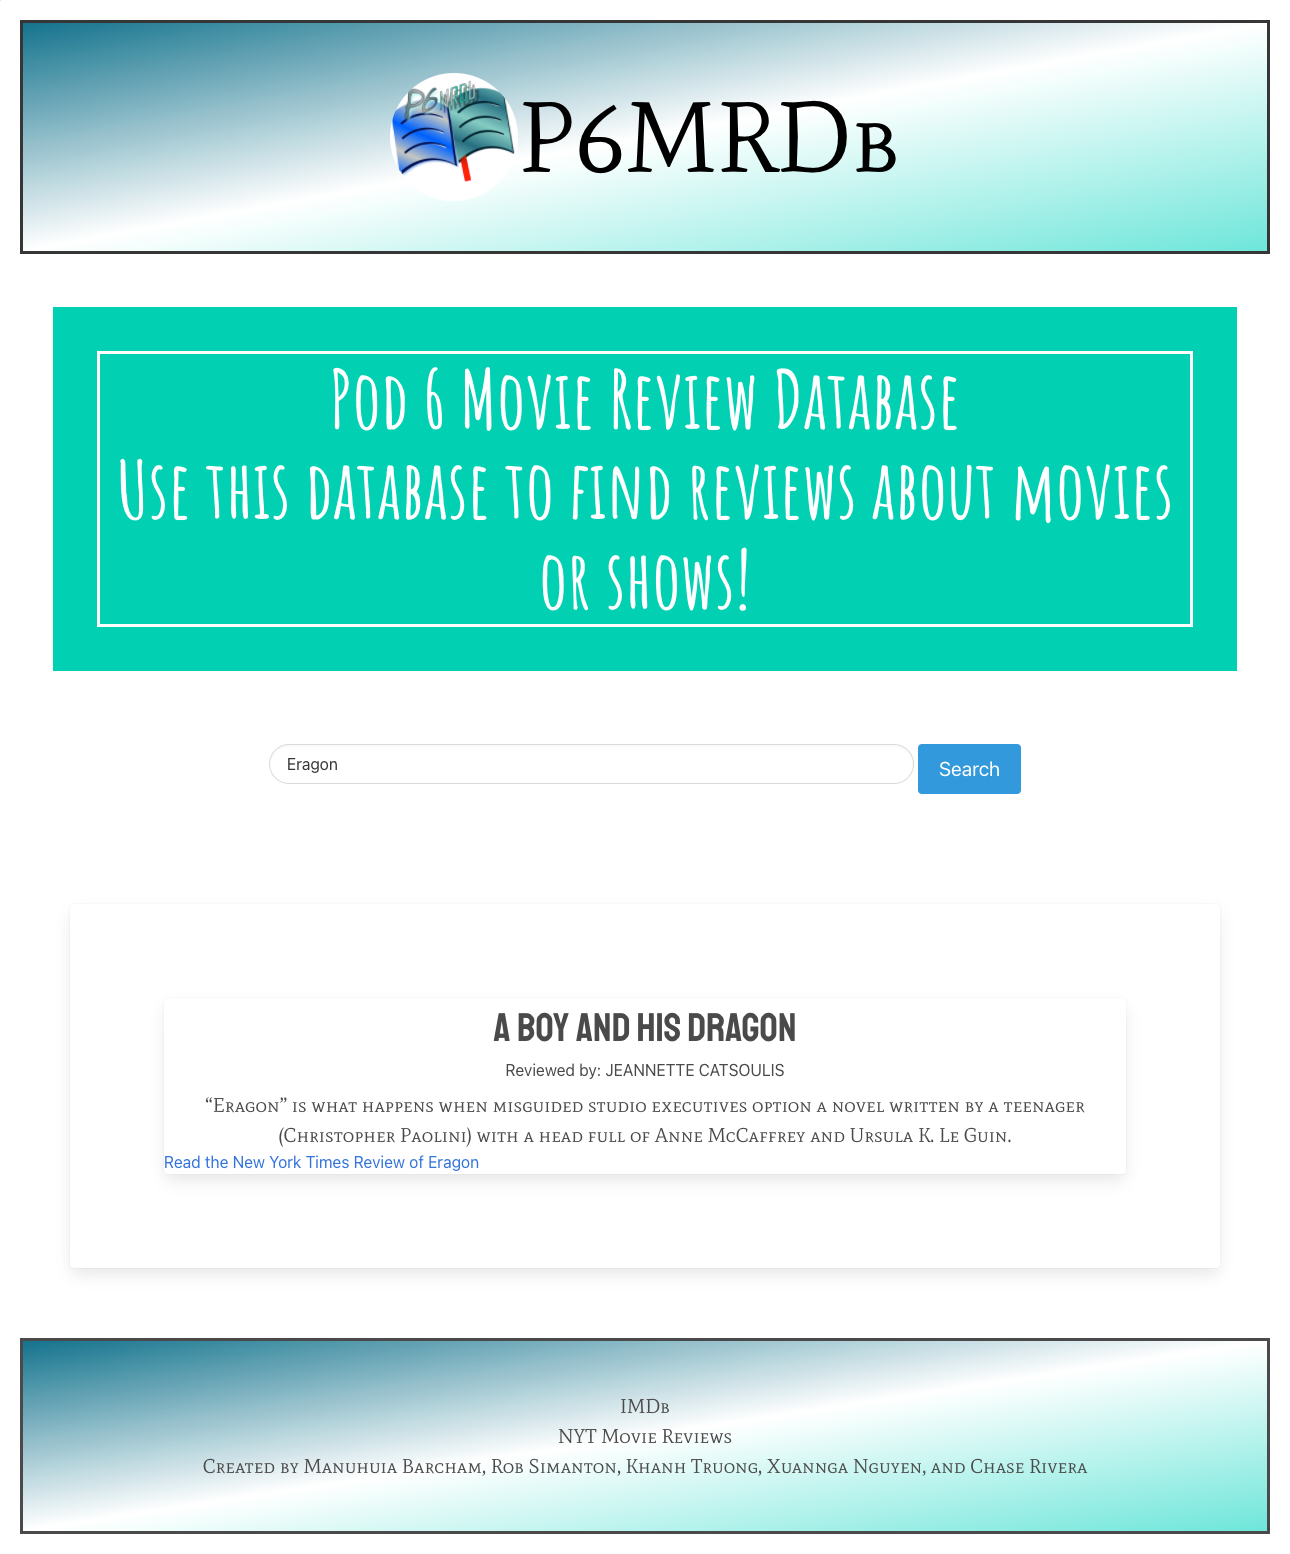 P6MRDb
P6MRDb
Pod 6 Movie Review Database
Use this database to find reviews about movies
or shows!
Eragon
Search
A BOY AND HIS DRAGON
Reviewed by: JEANNETTE CATSOULIS
“Eragon” is what happens when misguided studio executives option a novel written by a teenager
(Christopher Paolini) with a head full of Anne McCaffrey and Ursula K. Le Guin.
Read the New York Times Review of Eragon
IMDb
NYT Movie Reviews
Created by Manuhuia Barcham, Rob Simanton, Khanh Truong, Xuannga Nguyen, and Chase Rivera